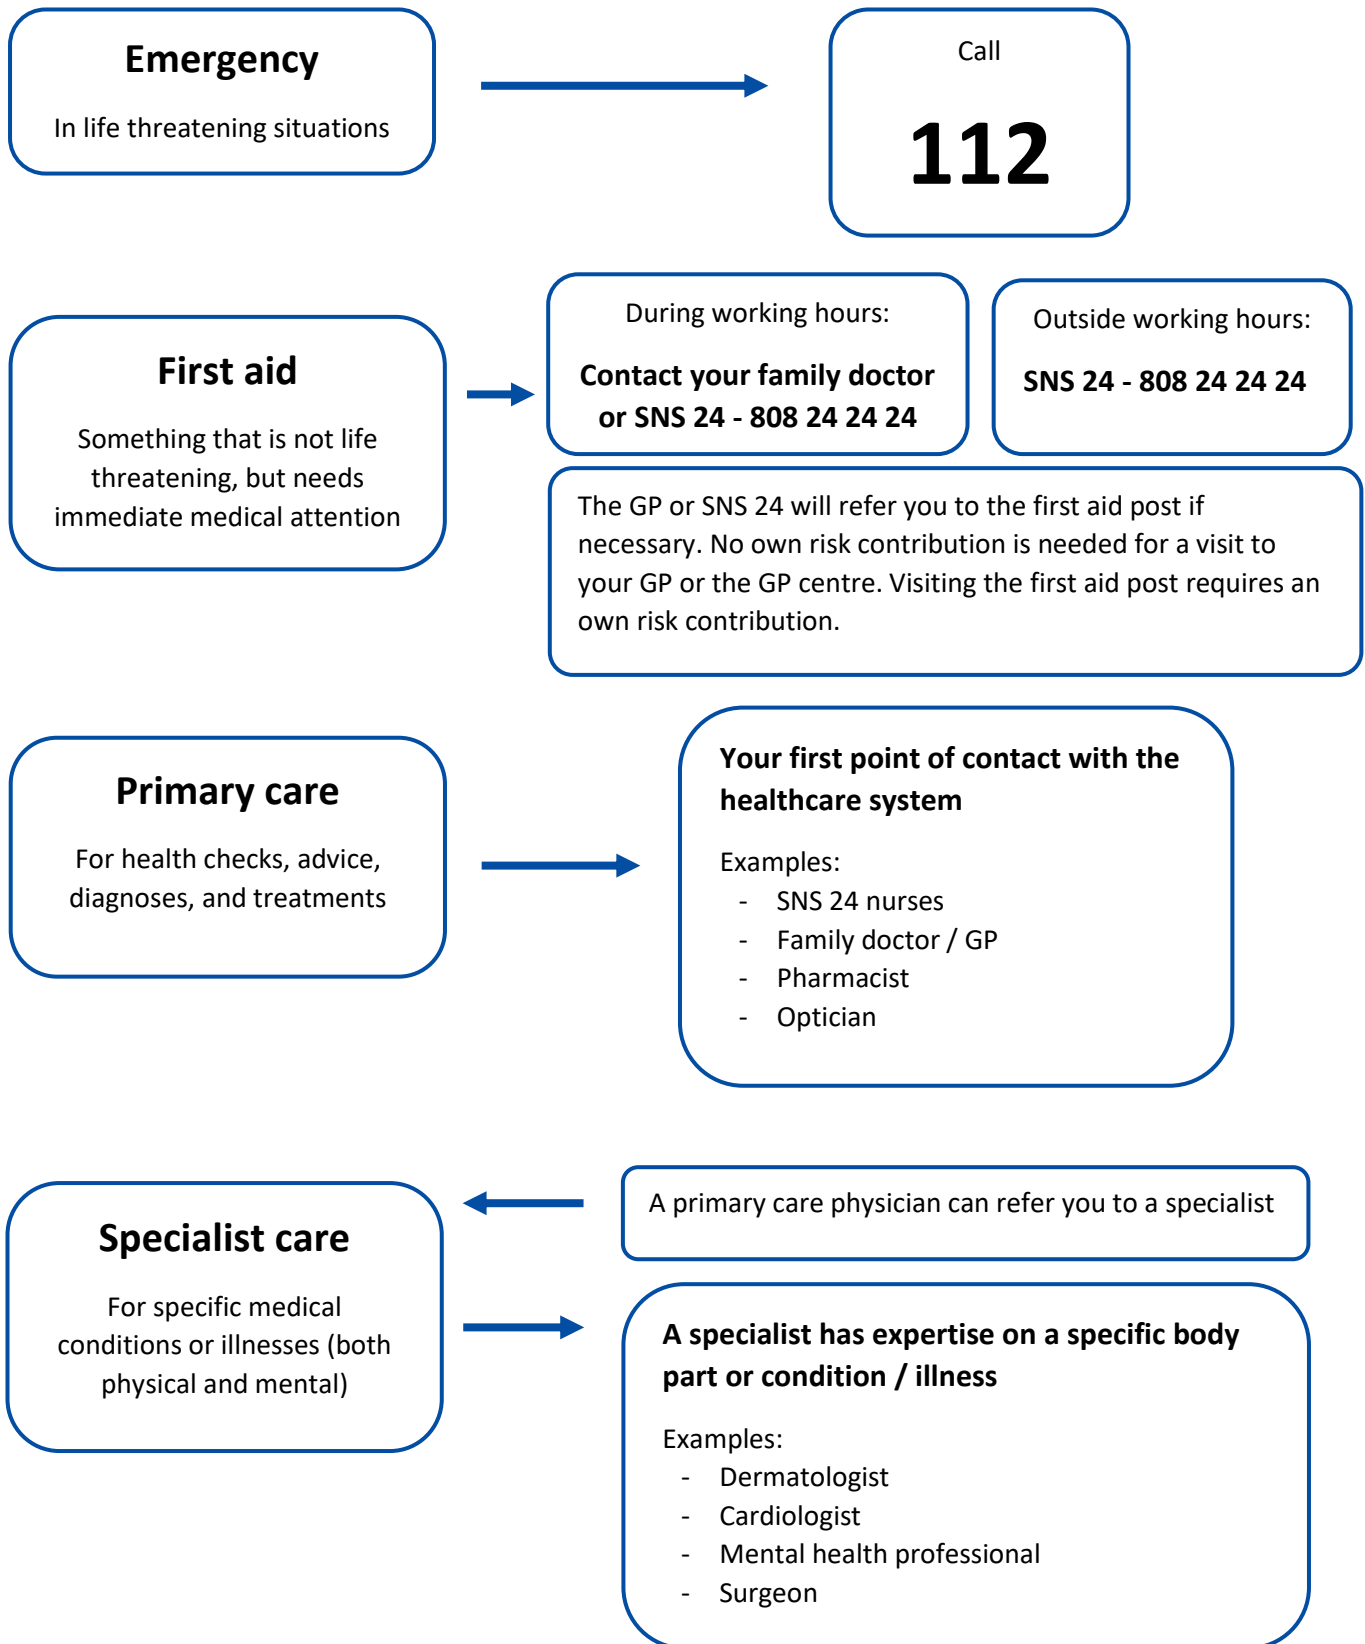 Emergency
In life threatening situations
Call
112
First aid
Something that is not life
threatening, but needs
immediate medical attention
During working hours:
Contact your family doctor
or SNS 24 - 808 24 24 24
Outside working hours:
SNS 24 - 808 24 24 24
The GP or SNS 24 will refer you to the first aid post if
necessary. No own risk contribution is needed for a visit to
your GP or the GP centre. Visiting the first aid post requires an
own risk contribution.
Primary care
For health checks, advice,
diagnoses, and treatments
Your first point of contact with the
healthcare system
Examples:
- SNS 24 nurses
- Family doctor / GP
- Pharmacist
- Optician
Specialist care
For specific medical
conditions or illnesses (both
physical and mental)
A primary care physician can refer you to a specialist
A specialist has expertise on a specific body
part or condition / illness
Examples:
- Dermatologist
- Cardiologist
- Mental health professional
- Surgeon